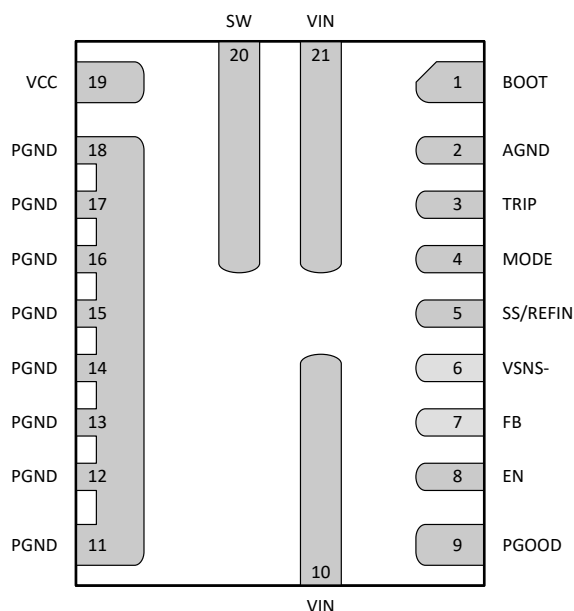 SW VIN
20 21
VCC 19 1 BOOT
PGND 18 2 AGND
PGND 17 3 TRIP
PGND 16 4 MODE
PGND 15 5 SS/REFIN
PGND 14 6 VSNS-
PGND 13 7 FB
PGND 12 8 EN
PGND 11 9 PGOOD
10
VIN